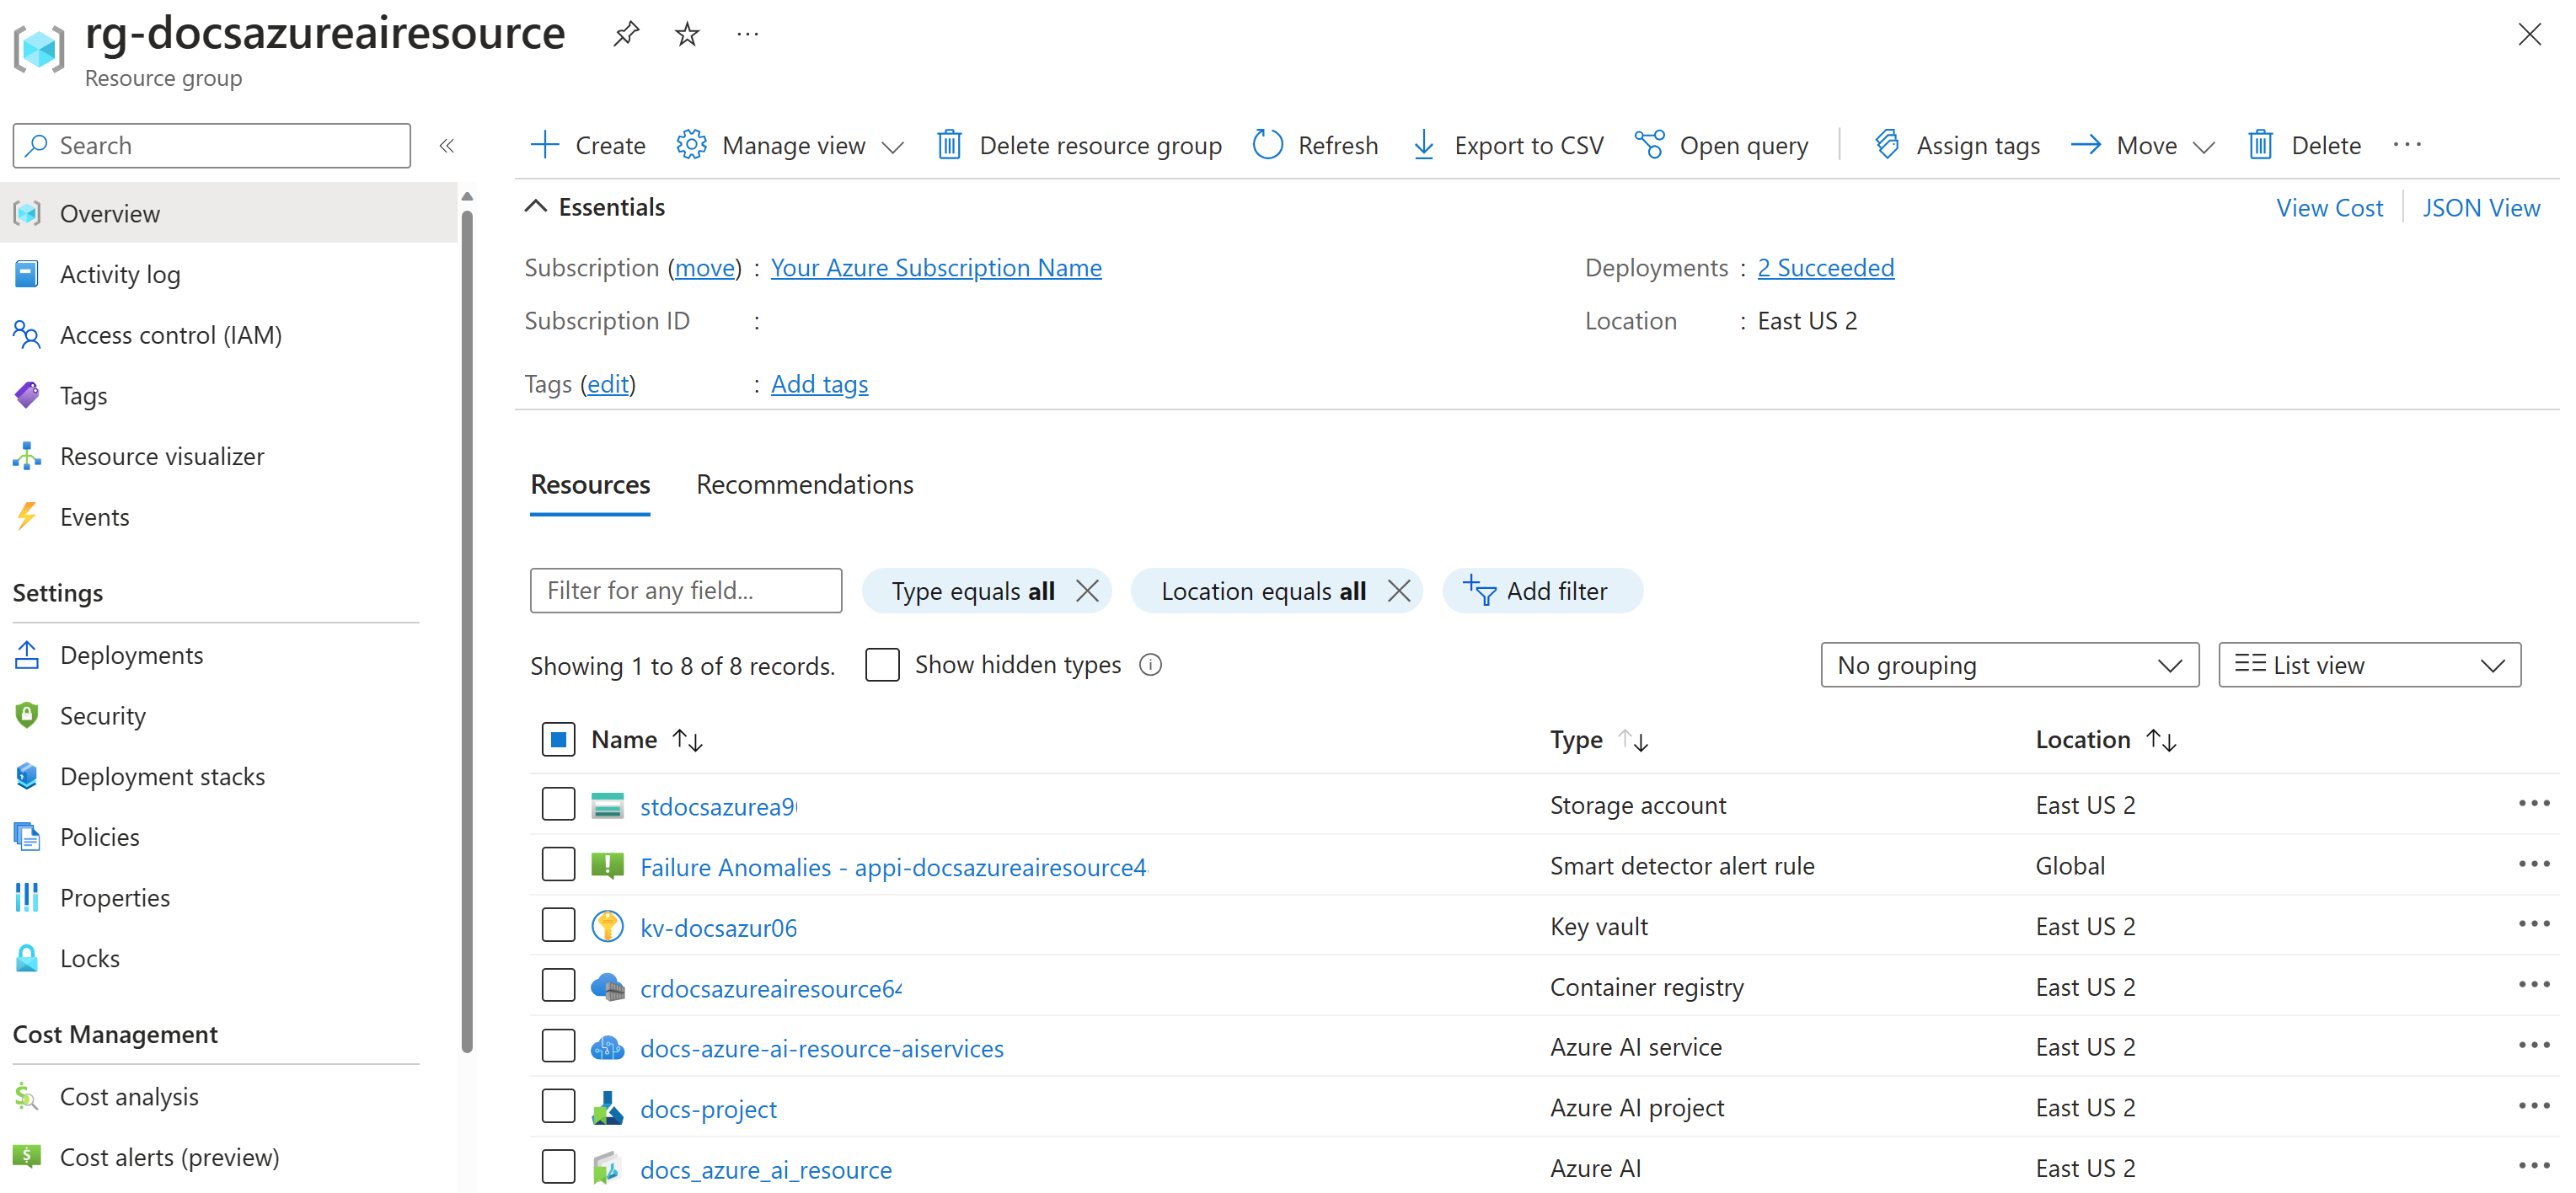 rg-docsazureairesource
Resource group
Search
Create Manage view Delete resource group Refresh Export to CSV Open query Assign tags Move Delete
Overview
Activity log
Access control (IAM)
Tags
Resource visualizer
Events
Settings
Deployments
Security
Deployment stacks
Policies
Properties
Locks
Cost Management
Cost analysis
Cost alerts (preview)
Essentials
View Cost JSON View
Subscription (move) : Your Azure Subscription Name
Deployments : 2 Succeeded
Subscription ID :
Location : East US 2
Tags (edit) : Add tags
Resources Recommendations
Filter for any field... Type equals all Location equals all Add filter
Showing 1 to 8 of 8 records. Show hidden types No grouping List view
Name Type Location
stdocsazurea9 Storage account East US 2
Failure Anomalies - appi-docsazureairesource4 Smart detector alert rule Global
kv-docsazur06 Key vault East US 2
crdocsazureairesource64 Container registry East US 2
docs-azure-ai-resource-aiservices Azure AI service East US 2
docs-project Azure AI project East US 2
docs_azure_ai_resource Azure AI East US 2